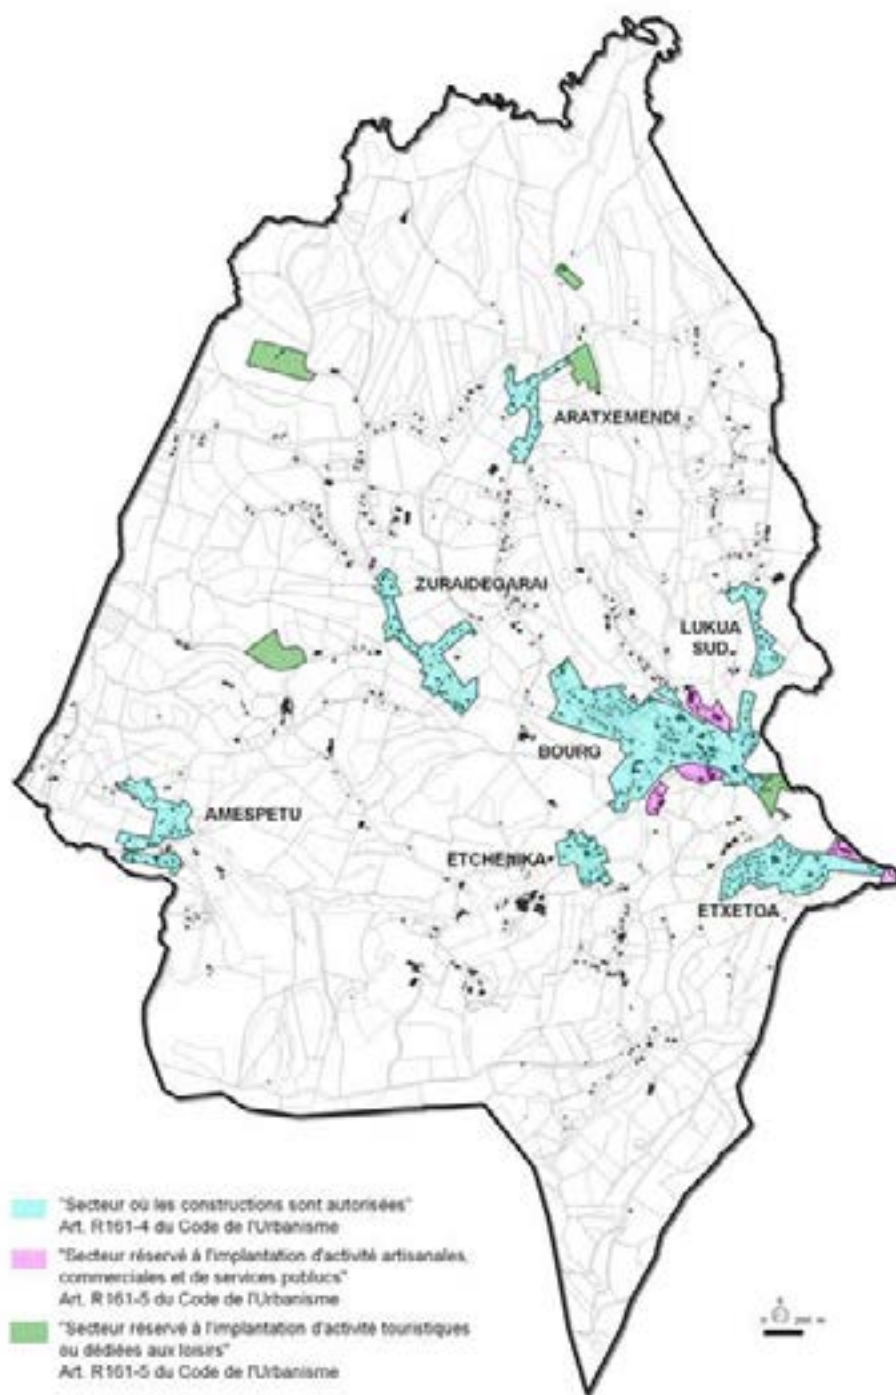 ARATXEMENDI
ZURAIDEGARAI
LUKUA
SUD
BOURG
AMESPETU
ETCHENIKA
ETXETOA
"Secteur où les constructions sont autorisées"
Art. R161-4 du Code de l'Urbanisme
"Secteur réservé à l'implantation d'activité artisanales,
commerciales et de services publucs"
Art. R161-5 du Code de l'Urbanisme
"Secteur réservé à l'implantation d'activité touristiques
ou dédiées aux loisirs"
Art. R161-5 du Code de l'Urbanisme